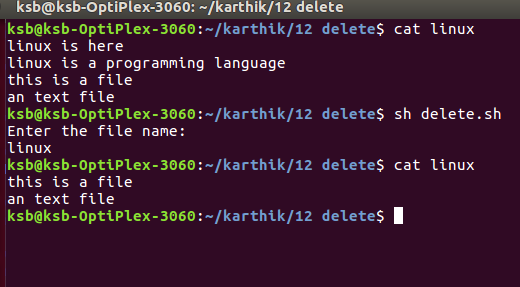 ksb@ksb-OptiPlex-3060: ~/karthik/12 delete
ksb@ksb-OptiPlex-3060:~/karthik/12 delete$ cat linux
linux is here
linux is a programming language
this is a file
an text file
ksb@ksb-OptiPlex-3060:~/karthik/12 delete$ sh delete.sh
Enter the file name:
linux
ksb@ksb-OptiPlex-3060:~/karthik/12 delete$ cat linux
this is a file
an text file
ksb@ksb-OptiPlex-3060:~/karthik/12 delete$